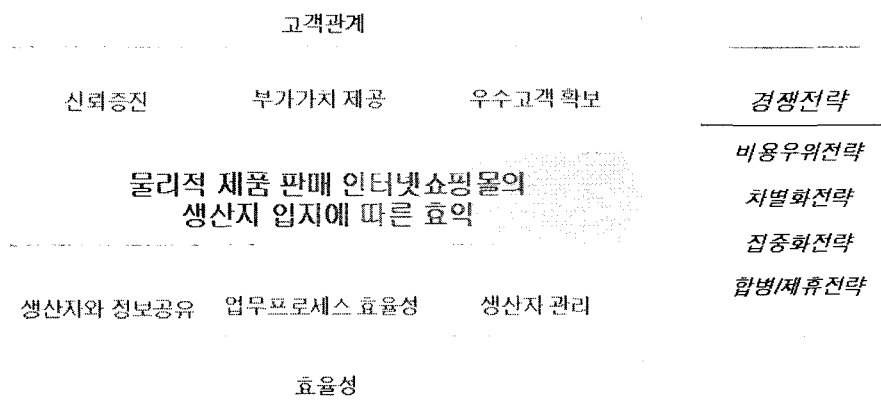 고객관계
신뢰증진 부가가치 제공 우수고객 확보
물리적 제품 판매 인터넷쇼핑몰의
생산지 입지에 따른 효익
생산자와 정보공유 업무프로세스 효율성 생산자 관리
효율성
경쟁전략
비용우위전략
차별화전략
집중화전략
합병/제휴전략